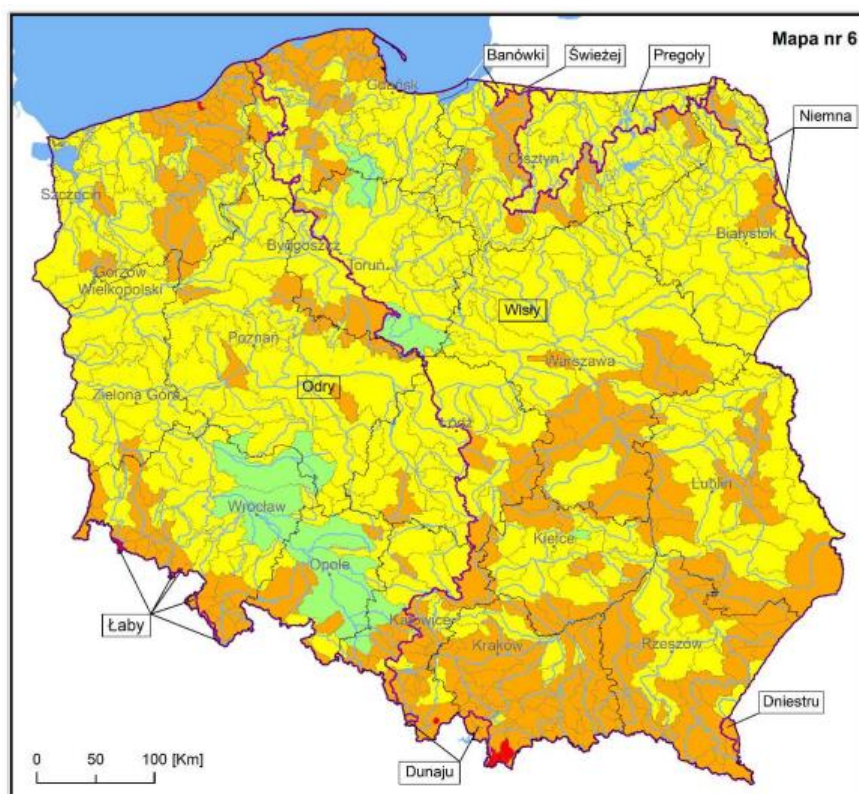 Mapa nr 6
Banówki
Świeżej
Pregoły
Gdańsk
Niemna
Olsztyn
Szczecin
Białystok
Bydgoszcz
Gorzów
Wielkopolski
Toruń
Wisły
Poznań
Warszawa
Odry
Zielona Góra
Łódź
Lublin
Wrocław
Kielce
Opole
Łaby
Katowice
Kraków
Rzeszów
Dniestru
0 50 100 [Km]
Dunaju